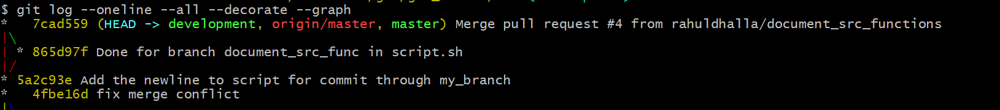 $ git log --oneline --all --decorate --graph
*   7cad559 (HEAD -> development, origin/master, master) Merge pull request #4 from rahuldhalla/document_src_functions
|\
| * 865d97f Done for branch document_src_func in script.sh
|/
* 5a2c93e Add the newline to script for commit through my_branch
*   4fbe16d fix merge conflict
|\